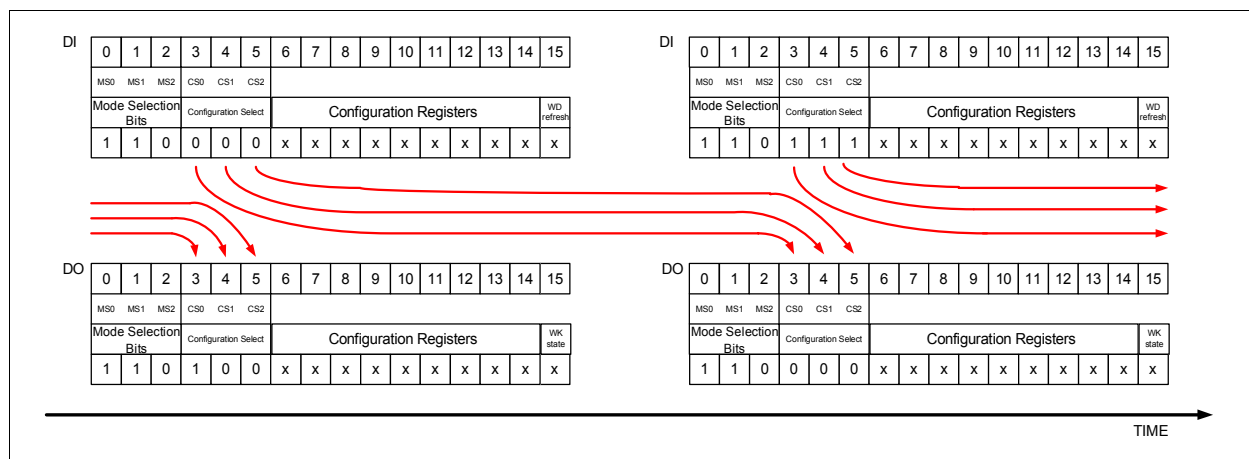 DI 0 1 2 3 4 5 6 7 8 9 10 11 12 13 14 15
MS0 MS1 MS2 CS0 CS1 CS2
Mode Selection Bits Configuration Select Configuration Registers WD refresh
1 1 0 0 0 0 x x x x x x x x x x
DI 0 1 2 3 4 5 6 7 8 9 10 11 12 13 14 15
MS0 MS1 MS2 CS0 CS1 CS2
Mode Selection Bits Configuration Select Configuration Registers WD refresh
1 1 0 1 1 1 x x x x x x x x x x
DO 0 1 2 3 4 5 6 7 8 9 10 11 12 13 14 15
MS0 MS1 MS2 CS0 CS1 CS2
Mode Selection Bits Configuration Select Configuration Registers WK state
1 1 0 1 0 0 x x x x x x x x x x
DO 0 1 2 3 4 5 6 7 8 9 10 11 12 13 14 15
MS0 MS1 MS2 CS0 CS1 CS2
Mode Selection Bits Configuration Select Configuration Registers WK state
1 1 0 0 0 0 x x x x x x x x x x
TIME